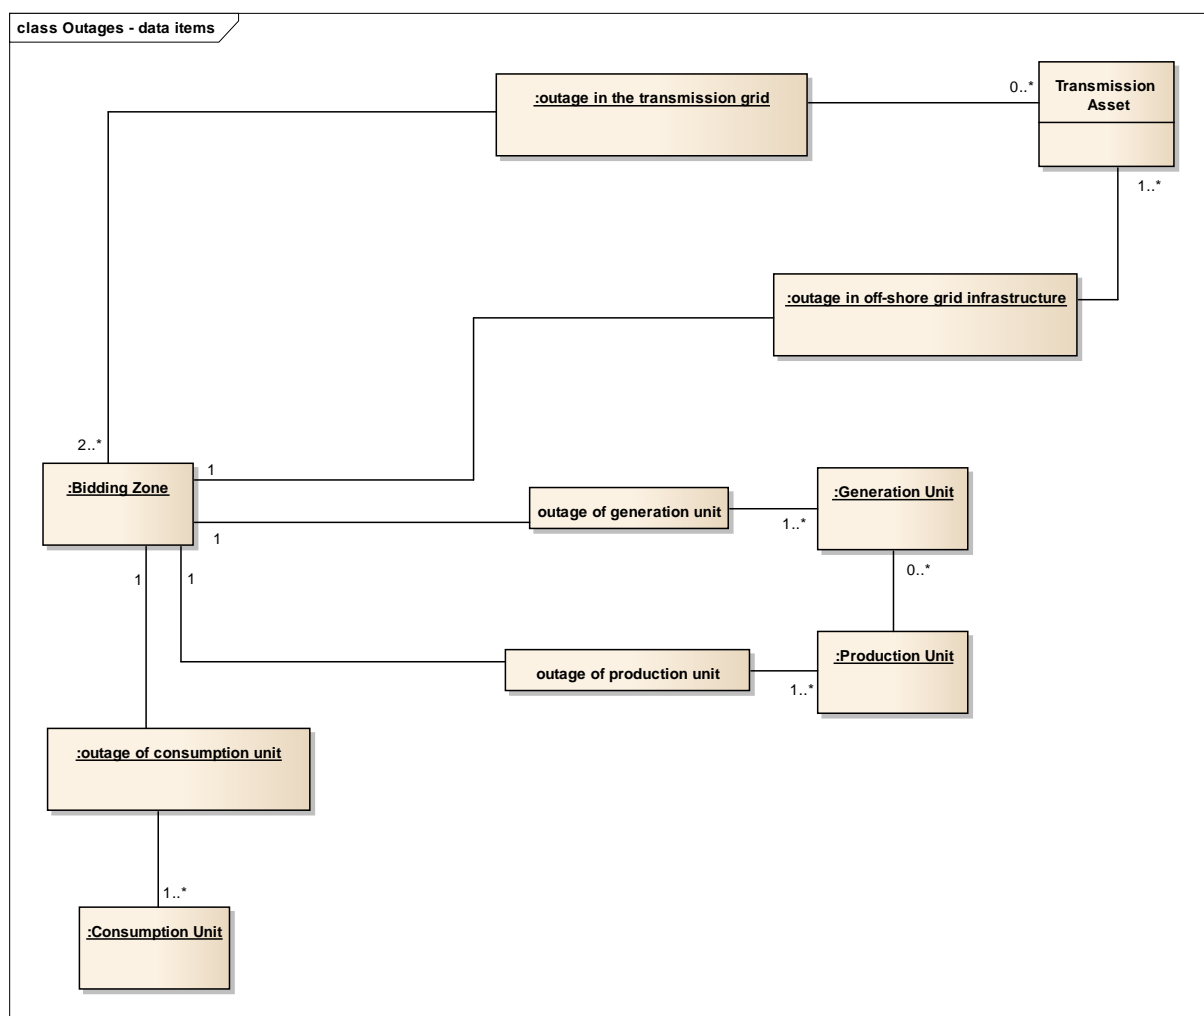 class Outages - data items
:outage in the transmission grid
0..*
Transmission
Asset
1..*
:outage in off-shore grid infrastructure
2..*
:Bidding Zone
1
1
outage of generation unit
1..*
:Generation Unit
0..*
1
1
outage of production unit
1..*
:Production Unit
:outage of consumption unit
1..*
:Consumption Unit